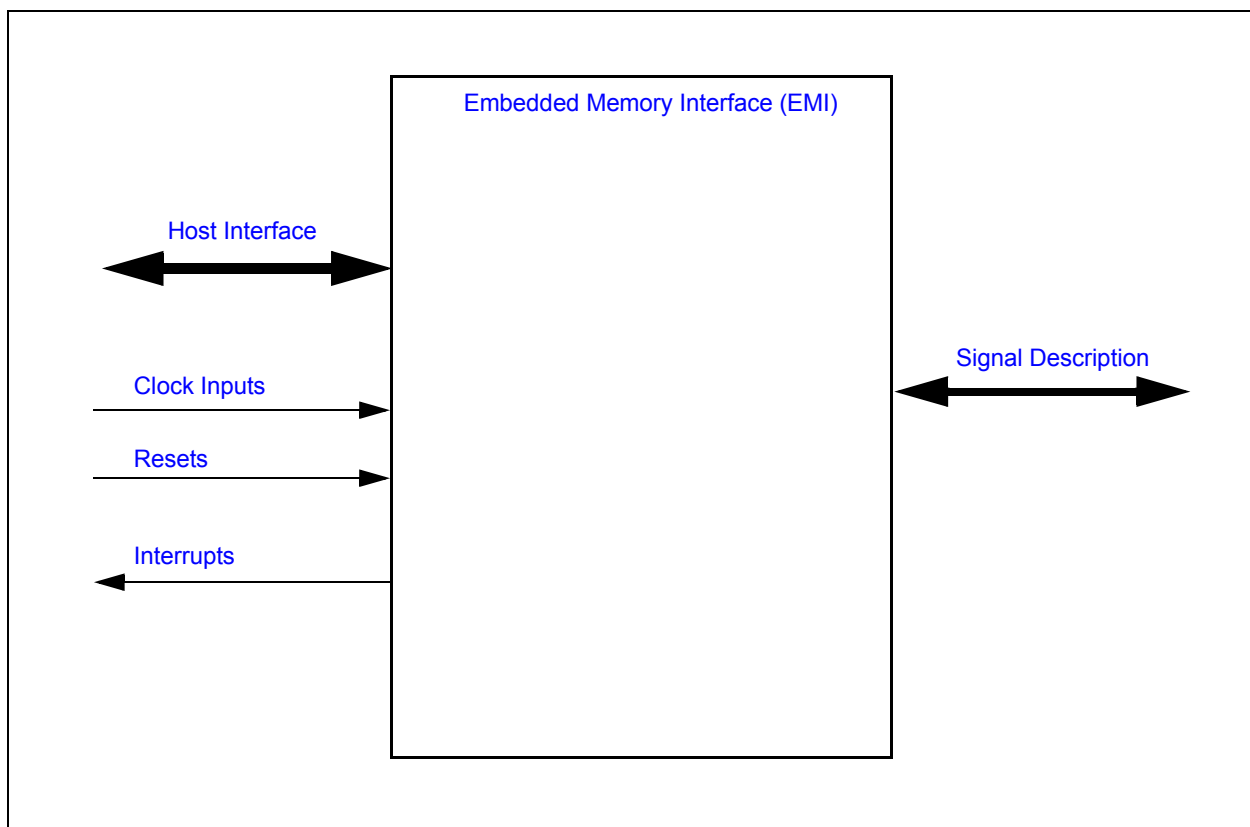 Embedded Memory Interface (EMI)
Host Interface
Signal Description
Clock Inputs
Resets
Interrupts